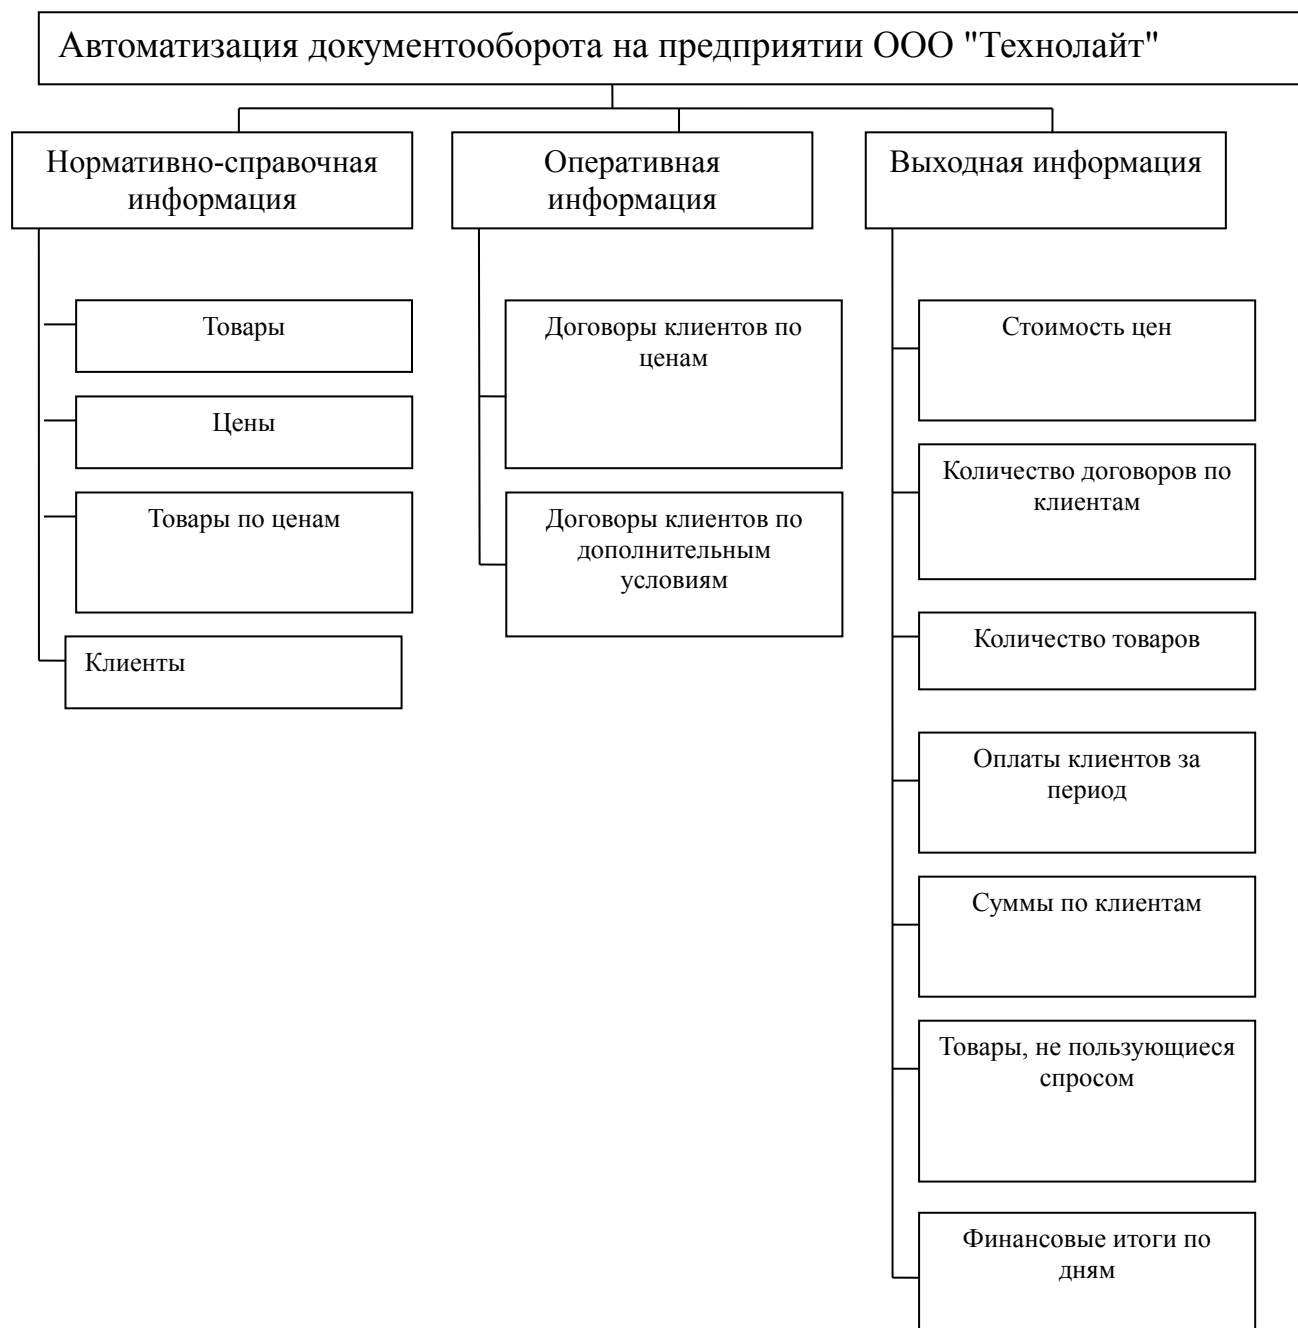 Автоматизация документооборота на предприятии ООО "Технолайт"
Нормативно-справочная
информация
Оперативная
информация
Выходная информация
Товары
Цены
Товары по ценам
Клиенты
Договоры клиентов по
ценам
Договоры клиентов по
дополнительным
условиям
Стоимость цен
Количество договоров по
клиентам
Количество товаров
Оплаты клиентов за
период
Суммы по клиентам
Товары, не пользующиеся
спросом
Финансовые итоги по
дням